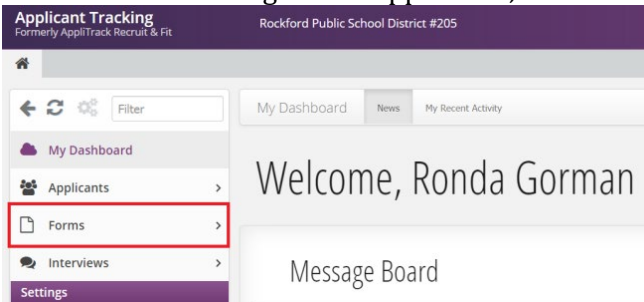 Applicant Tracking
Formerly AppliTrack Recruit & Fit
Rockford Public School District #205
Filter
My Dashboard
News
My Recent Activity
My Dashboard
Applicants
Forms
Interviews
Settings
Welcome, Ronda Gorman
Message Board